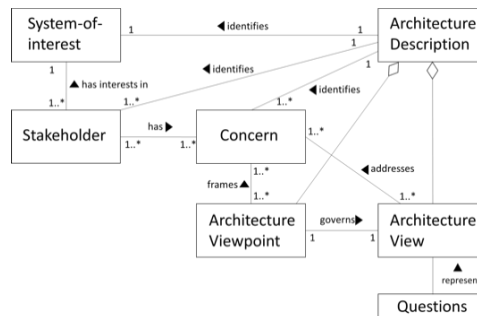 System-of-
interest
Architecture
Description
◀ identifies
1
1
1
◀ identifies
1
1
▲ has interests in
◀ identifies
1..*
1..*
1..*
Stakeholder
has ▶
Concern
1..*
1..*
1..*
1..*
◀ addresses
frames ▲
1..*
1..*
Architecture
Viewpoint
governs ▶
Architecture
View
1
1
▲
Questions